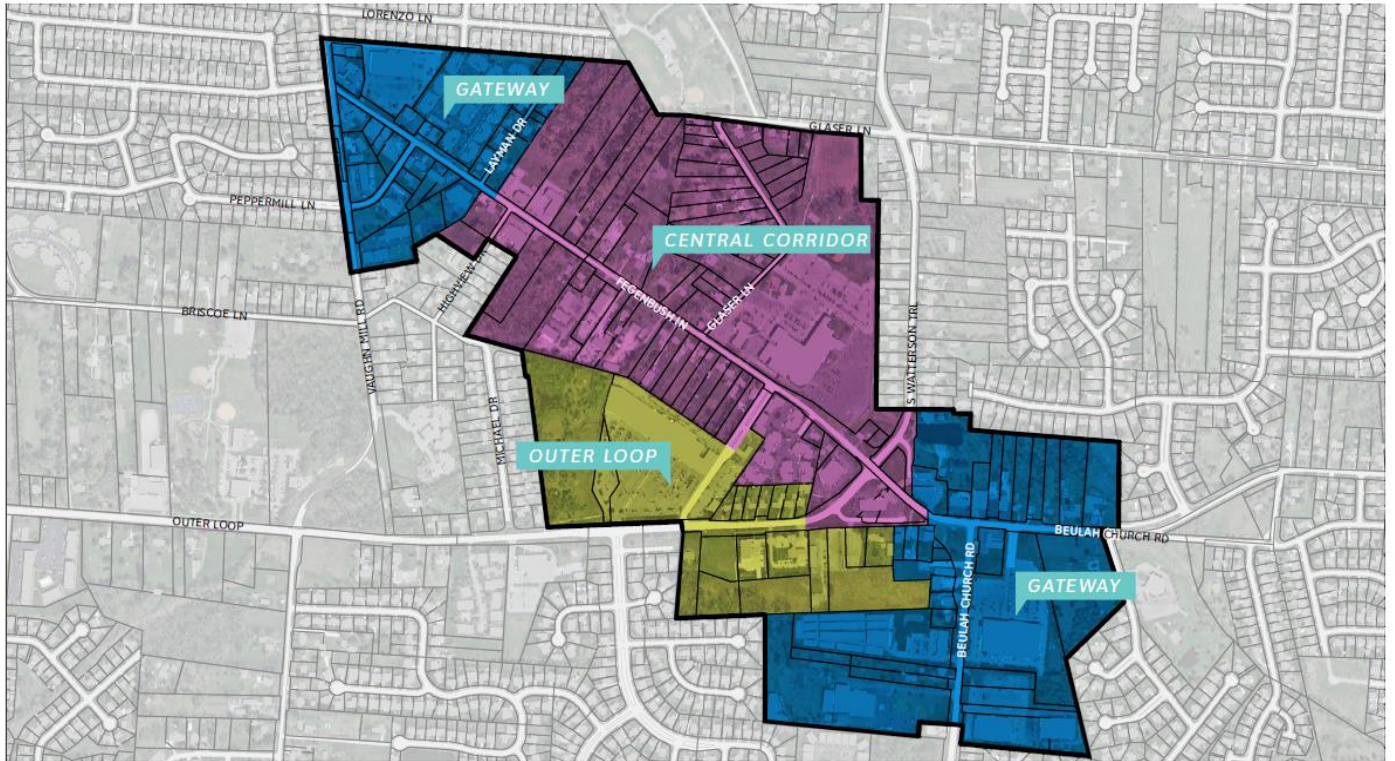 LORENZO LN
GATEWAY
LAYMAN DR
GLASER LN
PEPPERMILL LN
CENTRAL CORRIDOR
HIGHVIEW DR
FEGENBUSH LN
GLASER LN
BRISCOE LN
VAUGHN MILL RD
S WATTERSON TRL
MICHAEL DR
OUTER LOOP
OUTER LOOP
BEULAH CHURCH RD
BEULAH CHURCH RD
GATEWAY